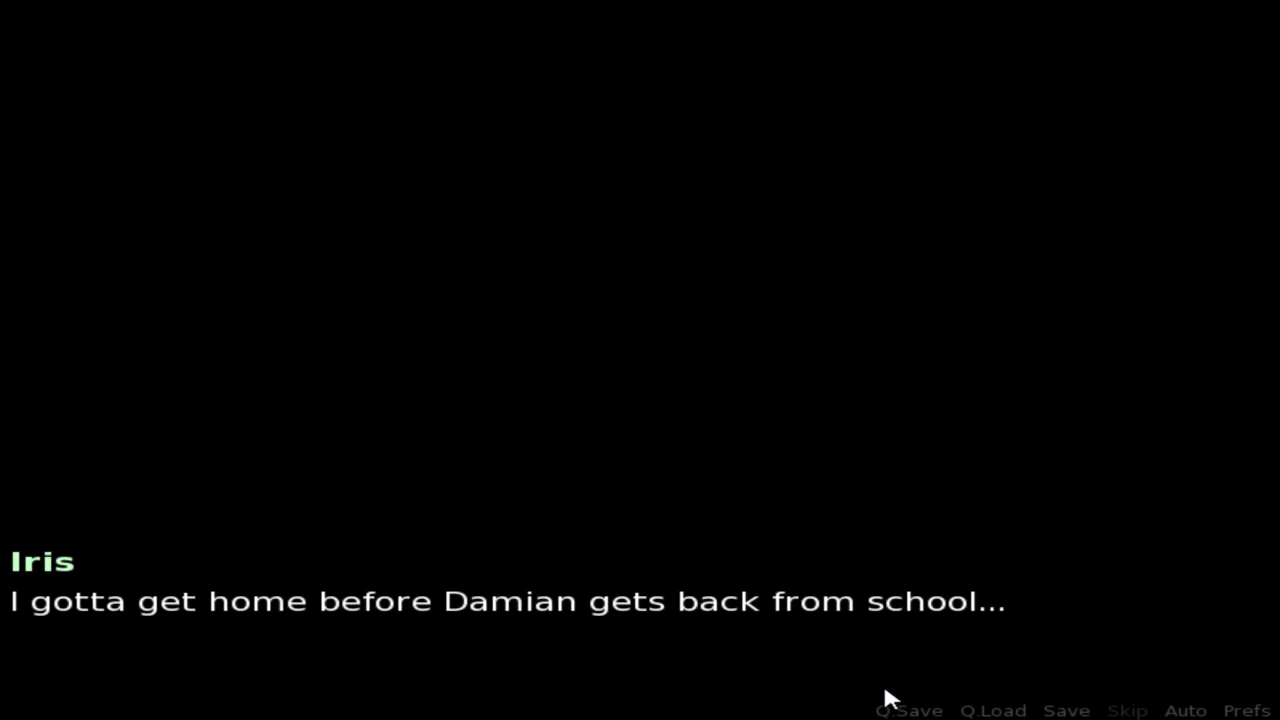 Iris
I gotta get home before Damian gets back from school...
Q.Save Q.Load Save Skip Auto Prefs